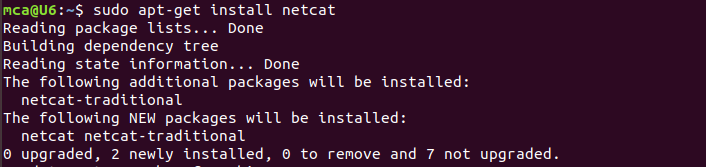 mca@U6:~$ sudo apt-get install netcat
Reading package lists... Done
Building dependency tree
Reading state information... Done
The following additional packages will be installed:
  netcat-traditional
The following NEW packages will be installed:
  netcat netcat-traditional
0 upgraded, 2 newly installed, 0 to remove and 7 not upgraded.